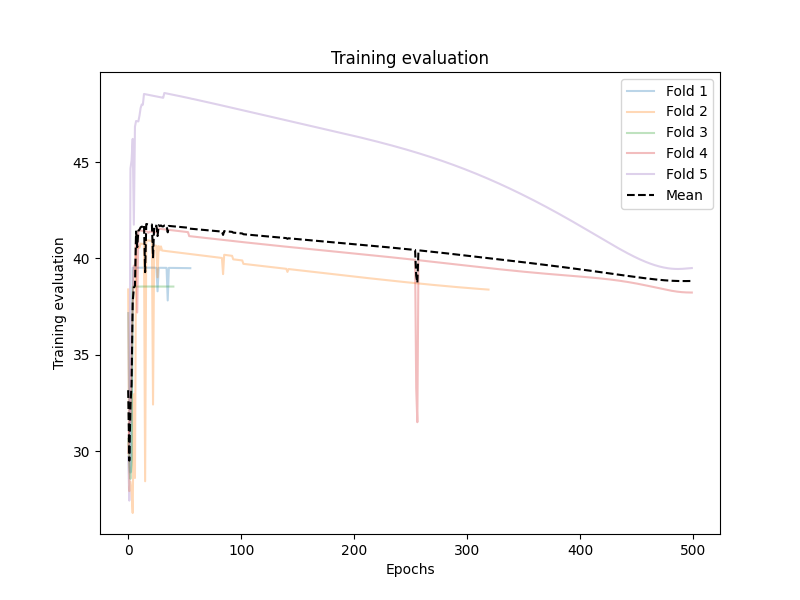 Training evaluation
Fold 1
Fold 2
Fold 3
Fold 4
Fold 5
Mean
45
40
35
30
Training evaluation
0 100 200 300 400 500
Epochs